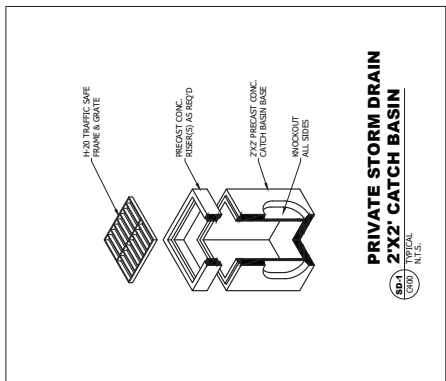 H-20 TRAFFIC SAFE
FRAME & GRATE
PRECAST CONC.
RISER(S) AS REQ'D
2'X2' PRECAST CONC.
CATCH BASIN BASE
KNOCKOUT
ALL SIDES
PRIVATE STORM DRAIN
2'X2' CATCH BASIN
SD-1
C400
TYPICAL
N.T.S.